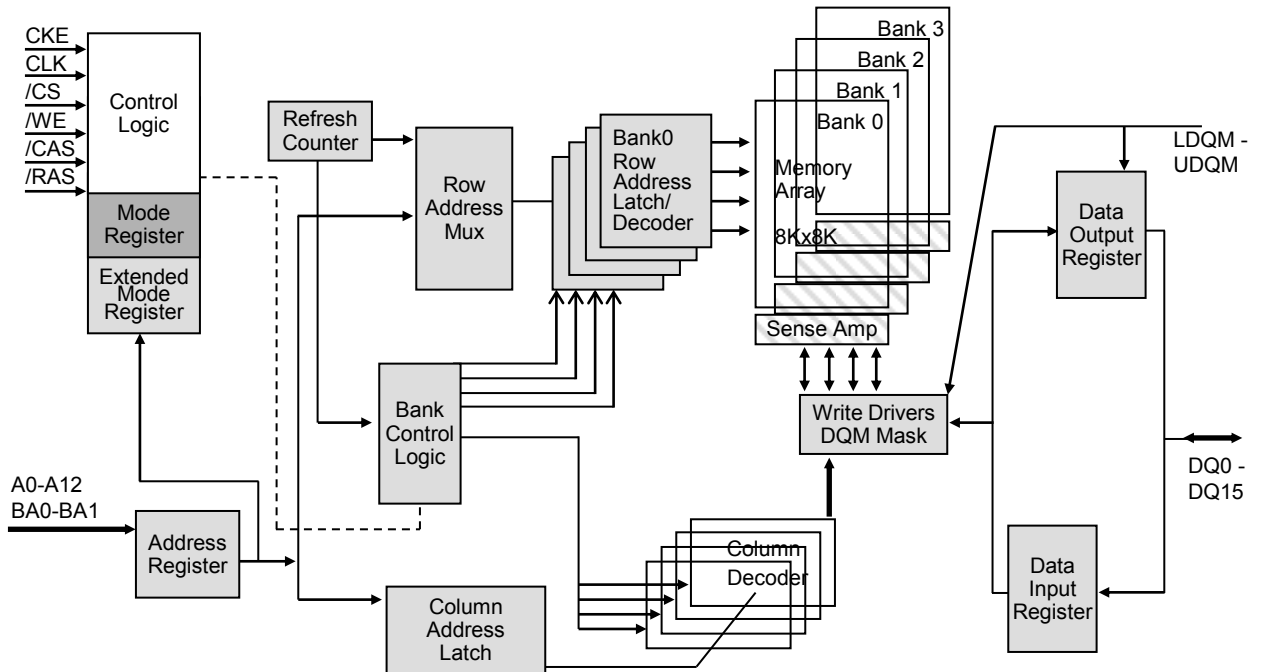 CKE
CLK
/CS
/WE
/CAS
/RAS
Control
Logic
Mode
Register
Extended
Mode
Register
Refresh
Counter
Row
Address
Mux
Bank0
Row
Address
Latch/
Decoder
Bank 3
Bank 2
Bank 1
Bank 0
Memory
Array
8Kx8K
Sense Amp
LDQM -
UDQM
Data
Output
Register
Bank
Control
Logic
Write Drivers
DQM Mask
DQ0 -
DQ15
A0-A12
BA0-BA1
Address
Register
Column
Decoder
Data
Input
Register
Column
Address
Latch